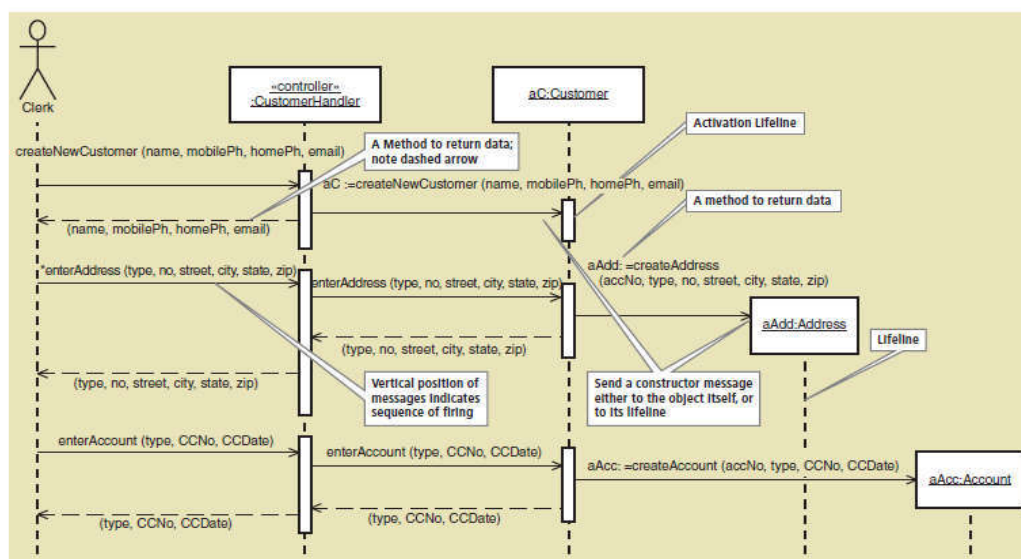 Clerk
«controller»
:CustomerHandler
aC:Customer
Activation Lifeline
A Method to return data;
note dashed arrow
createNewCustomer (name, mobilePh, homePh, email)
aC :=createNewCustomer (name, mobilePh, homePh, email)
A method to return data
(name, mobilePh, homePh, email)
aAdd: =createAddress
(accNo, type, no, street, city, state, zip)
*enterAddress (type, no, street, city, state, zip)
enterAddress (type, no, street, city, state, zip)
aAdd:Address
Lifeline
(type, no, street, city, state, zip)
(type, no, street, city, state, zip)
Vertical position of
messages indicates
sequence of firing
Send a constructor message
either to the object itself, or
to its lifeline
enterAccount (type, CCNo, CCDate)
enterAccount (type, CCNo, CCDate)
aAcc: =createAccount (accNo, type, CCNo, CCDate)
aAcc:Account
(type, CCNo, CCDate)
(type, CCNo, CCDate)